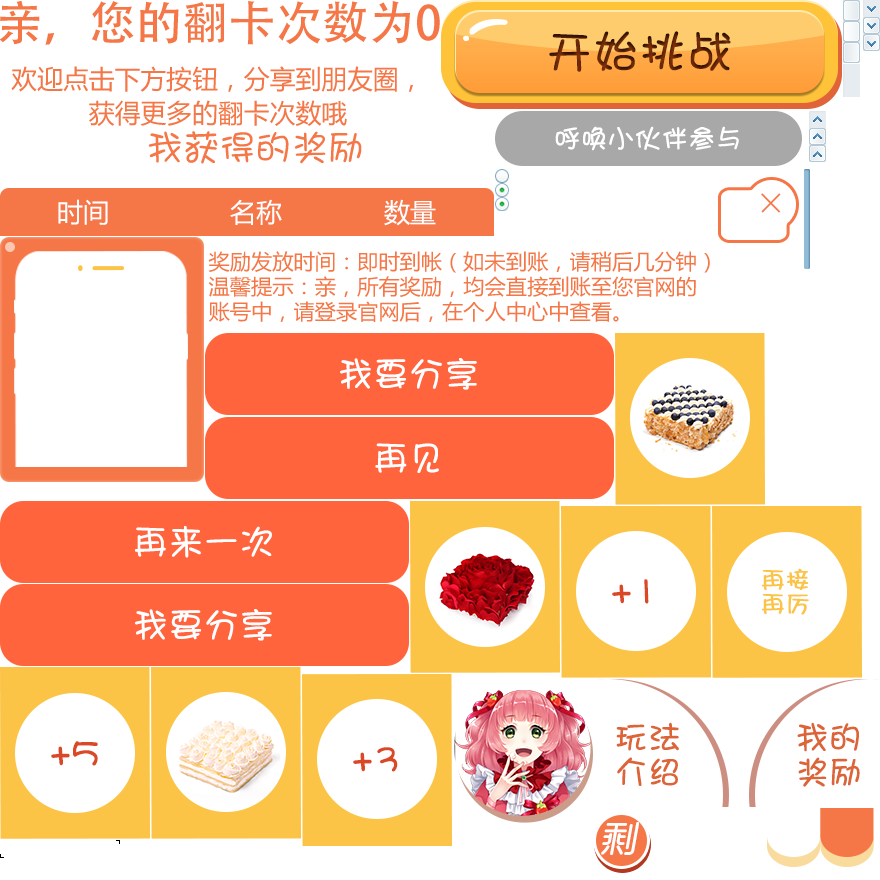 亲，您的翻卡次数为0
开始挑战
欢迎点击下方按钮，分享到朋友圈，
获得更多的翻卡次数哦
呼唤小伙伴参与
我获得的奖励
时间 名称 数量
奖励发放时间：即时到帐（如未到账，请稍后几分钟）
温馨提示：亲，所有奖励，均会直接到账至您官网的
账号中，请登录官网后，在个人中心中查看。
我要分享
再见
再来一次
我要分享
+1
再接
再厉
+5
+3
玩法
介绍
我的
奖励
剩